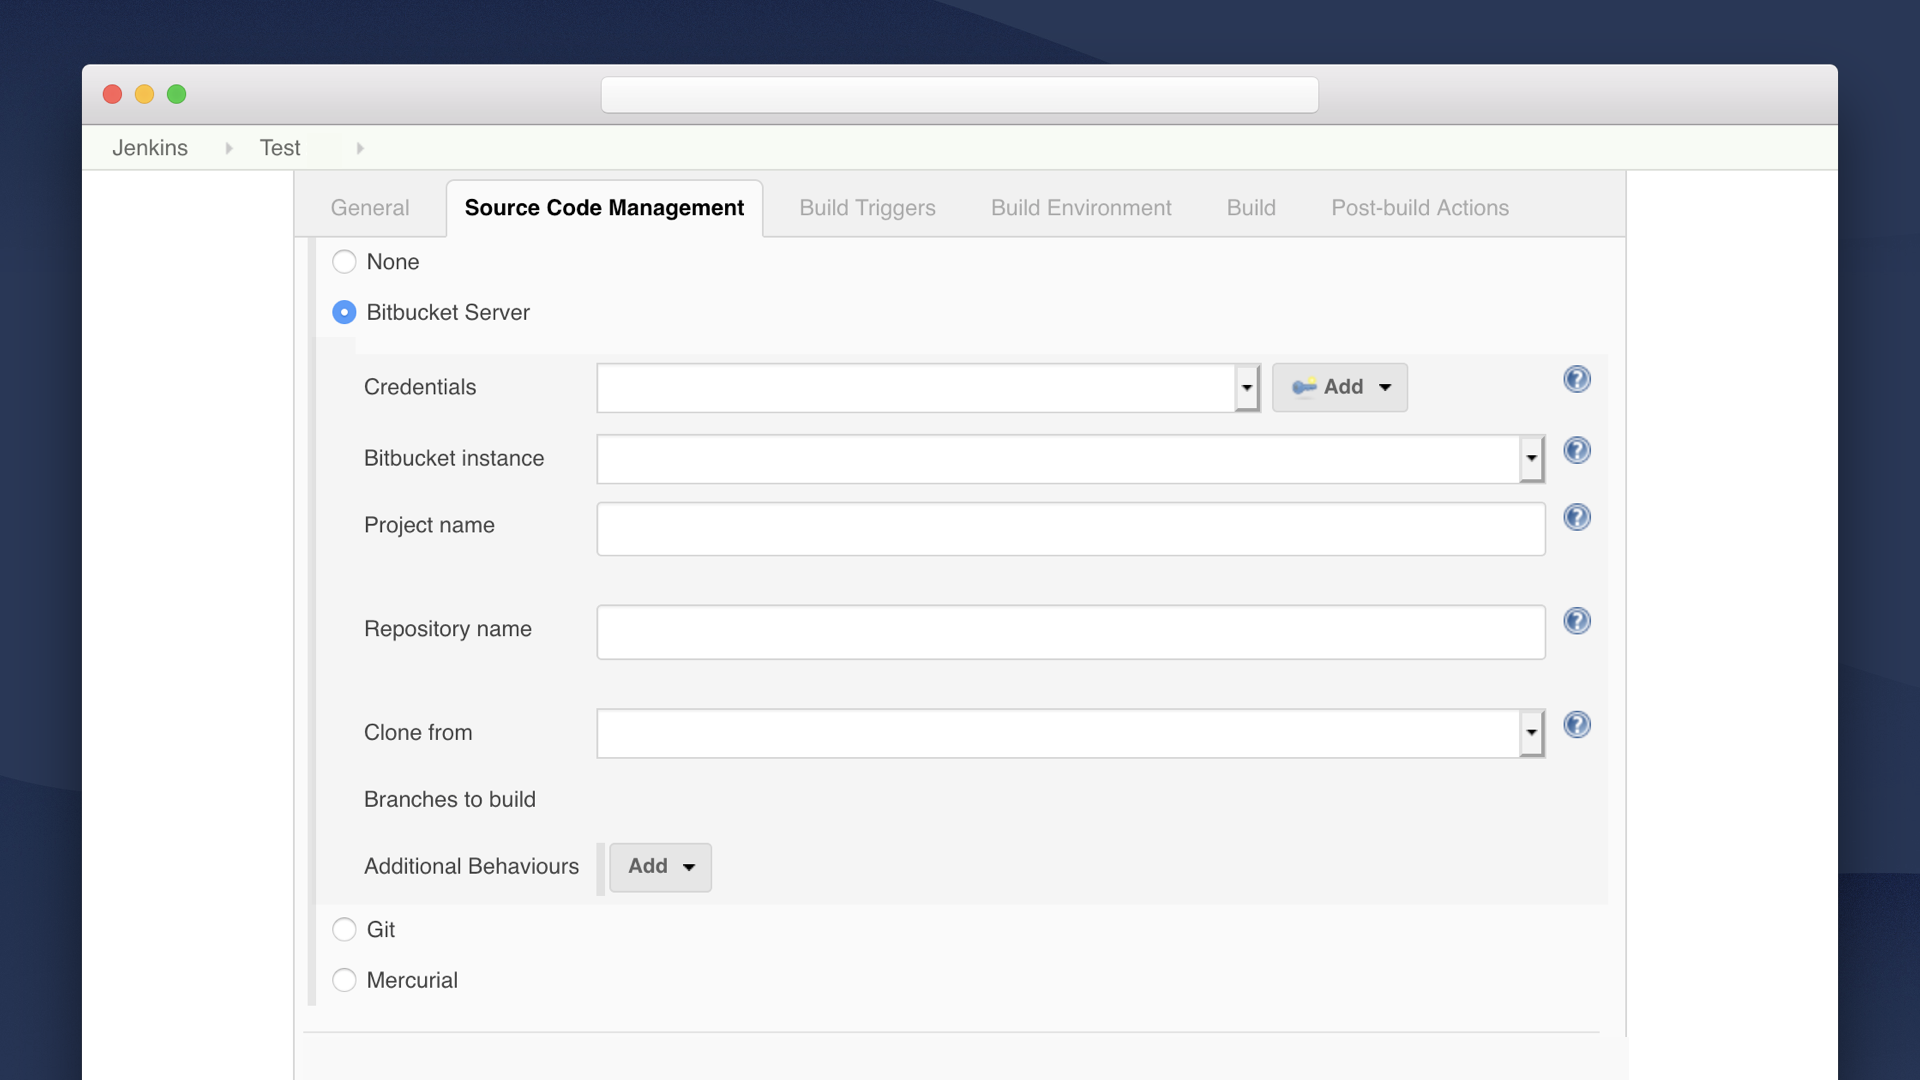 Jenkins Test
General Source Code Management Build Triggers Build Environment Build Post-build Actions
None
Bitbucket Server
Credentials Add ?
Bitbucket instance ?
Project name ?
Repository name ?
Clone from ?
Branches to build
Additional Behaviours Add
Git
Mercurial